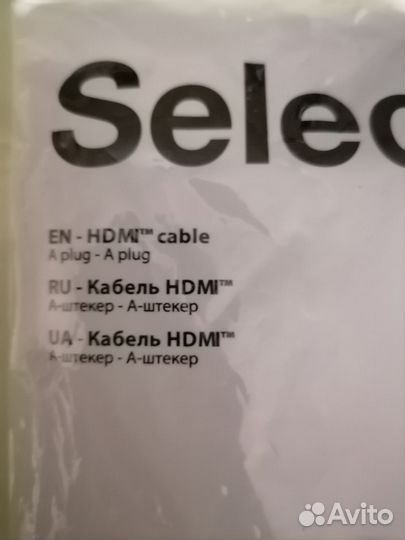 Selec
EN - HDMI™ cable
A plug - A plug
RU - Кабель HDMI™
А-штекер - А-штекер
UA - Кабель HDMI™
А-штекер - А-штекер
Avito